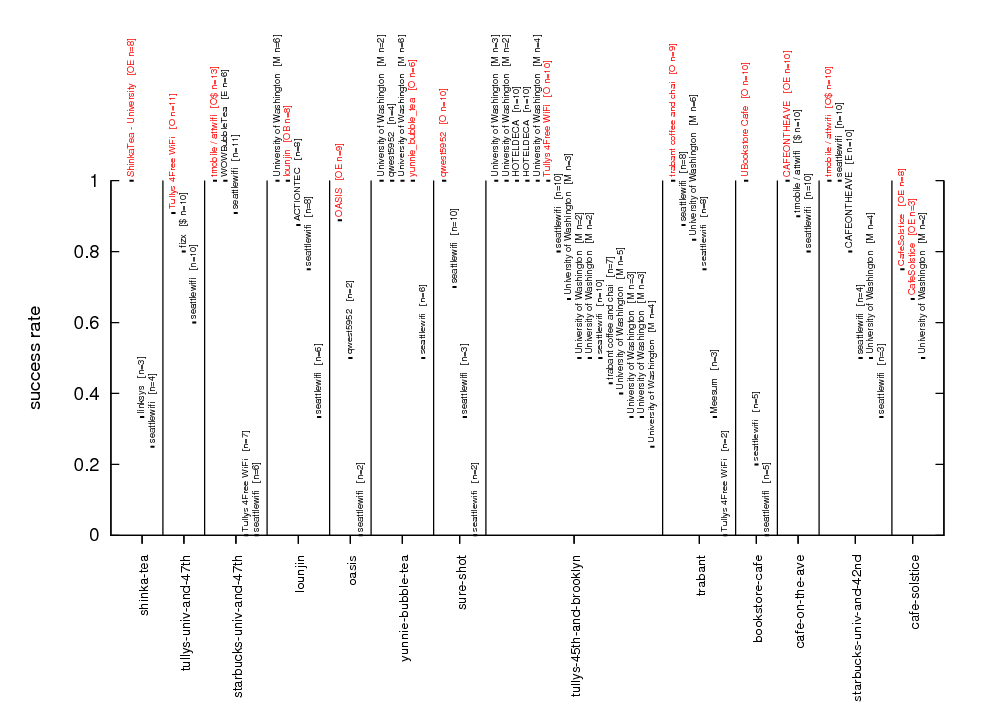 success rate
1
0.8
0.6
0.4
0.2
0
ShinkaTea - University [OE n=8]
linksys [n=3]
seattlewifi [n=4]
Tullys 4Free WiFi [O n=11]
fizx [$ n=10]
seattlewifi [n=10]
tmobile / attwifi [O$ n=13]
WOWBubbleTea [E n=6]
seattlewifi [n=11]
Tullys 4Free WiFi [n=7]
seattlewifi [n=6]
University of Washington [M n=6]
lounjin [OB n=8]
ACTIONTEC [n=8]
seattlewifi [n=8]
seattlewifi [n=6]
OASIS [OE n=9]
qwest5952 [n=2]
seattlewifi [n=2]
University of Washington [M n=2]
qwest5952 [n=4]
University of Washington [M n=6]
yunnie_bubble_tea [O n=6]
seattlewifi [n=6]
qwest5952 [O n=10]
seattlewifi [n=10]
seattlewifi [n=3]
seattlewifi [n=2]
University of Washington [M n=3]
University of Washington [M n=2]
HOTELDECA [n=10]
HOTELDECA [n=10]
University of Washington [M n=4]
Tullys 4Free WiFi [O n=10]
seattlewifi [n=10]
University of Washington [M n=3]
University of Washington [M n=2]
University of Washington [M n=2]
seattlewifi [n=10]
trabant coffee and chai [n=7]
University of Washington [M n=5]
University of Washington [M n=3]
University of Washington [M n=3]
University of Washington [M n=4]
trabant coffee and chai [O n=9]
seattlewifi [n=8]
University of Washington [M n=6]
seattlewifi [n=8]
Meesum [n=3]
Tullys 4Free WiFi [n=2]
UBookstore Cafe [O n=10]
seattlewifi [n=5]
seattlewifi [n=5]
CAFEONTHEAVE [OE n=10]
tmobile / attwifi [$ n=10]
seattlewifi [n=10]
tmobile / attwifi [O$ n=10]
seattlewifi [n=10]
CAFEONTHEAVE [E n=10]
seattlewifi [n=4]
University of Washington [M n=4]
seattlewifi [n=3]
CafeSolstice [OE n=8]
CafeSolstice [OE n=3]
University of Washington [M n=2]
shinka-tea
tullys-univ-and-47th
starbucks-univ-and-47th
lounjin
oasis
yunnie-bubble-tea
sure-shot
tullys-45th-and-brooklyn
trabant
bookstore-cafe
cafe-on-the-ave
starbucks-univ-and-42nd
cafe-solstice